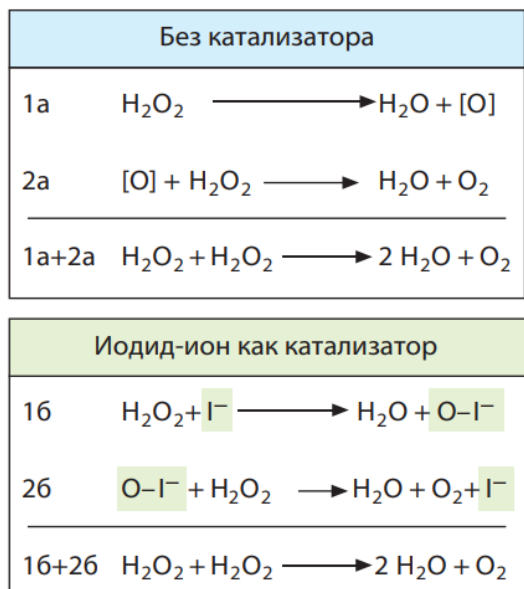 Без катализатора
1а H₂O₂ ⟶ H₂O + [O]
2а [O] + H₂O₂ ⟶ H₂O + O₂
1а+2а H₂O₂ + H₂O₂ ⟶ 2 H₂O + O₂
Иодид-ион как катализатор
1б H₂O₂+ I⁻ ⟶ H₂O + O–I⁻
2б O–I⁻ + H₂O₂ ⟶ H₂O + O₂+ I⁻
1б+2б H₂O₂ + H₂O₂ ⟶ 2 H₂O + O₂